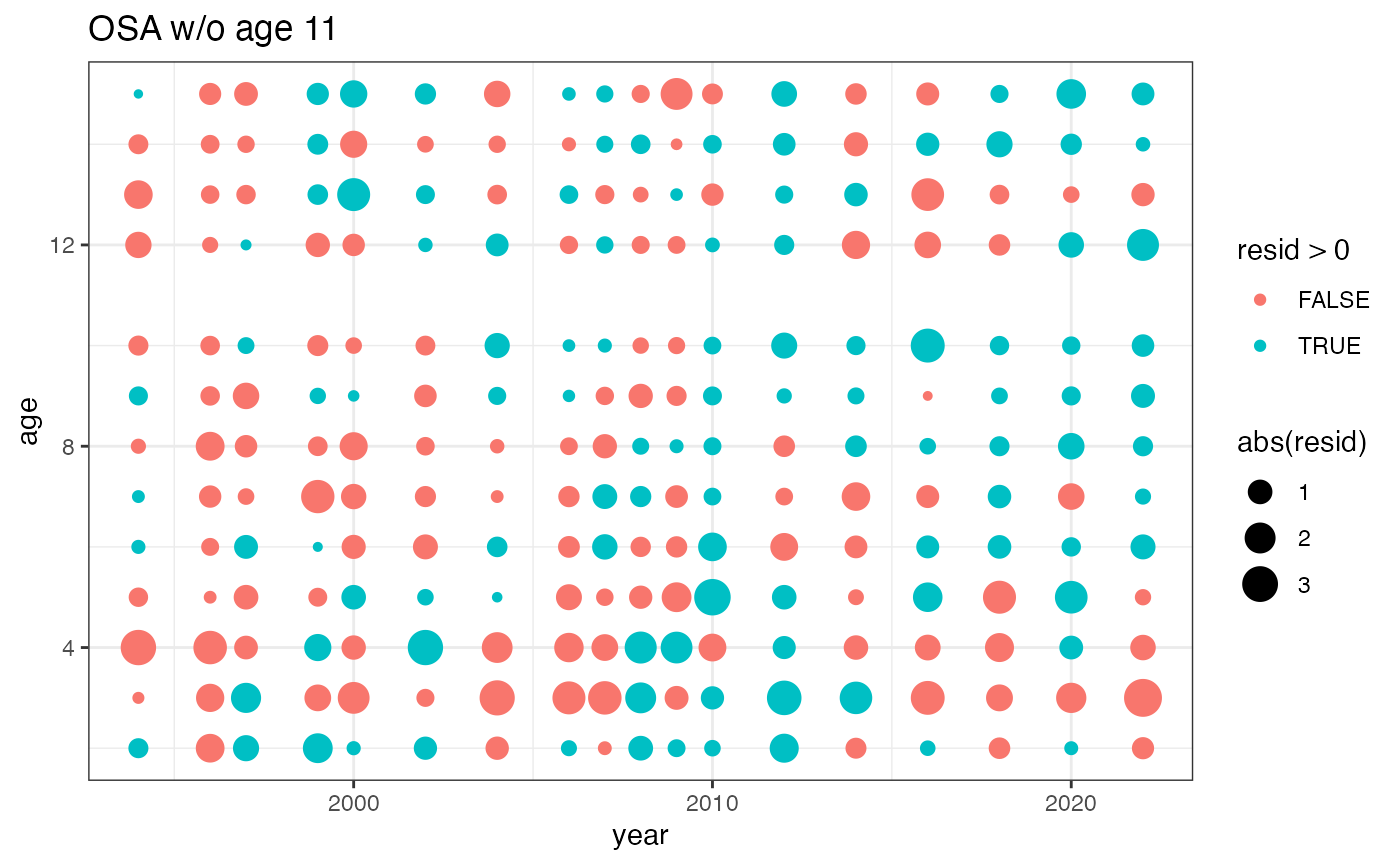 OSA w/o age 11
age
12
8
4
2000
2010
2020
year
resid > 0
FALSE
TRUE
abs(resid)
1
2
3